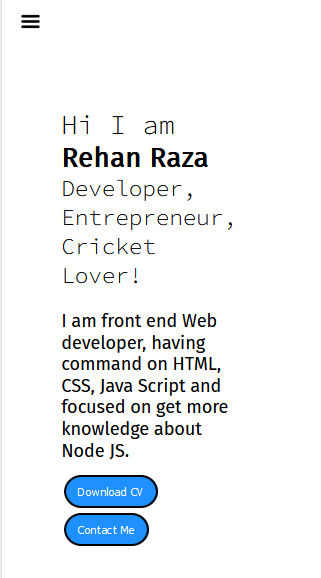 Hi I am
Rehan Raza
Developer,
Entrepreneur,
Cricket
Lover!
I am front end Web
developer, having
command on HTML,
CSS, Java Script and
focused on get more
knowledge about
Node JS.
Download CV
Contact Me